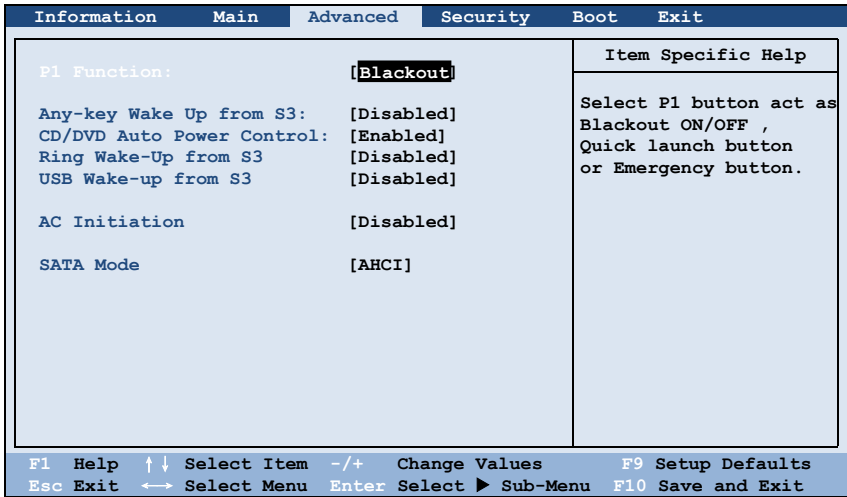 Information Main Advanced Security Boot Exit
P1 Function: [Blackout]
Any-key Wake Up from S3: [Disabled]
CD/DVD Auto Power Control: [Enabled]
Ring Wake-Up from S3 [Disabled]
USB Wake-up from S3 [Disabled]
AC Initiation [Disabled]
SATA Mode [AHCI]
Item Specific Help
Select P1 button act as
Blackout ON/OFF ,
Quick launch button
or Emergency button.
F1 Help ↑↓ Select Item -/+ Change Values F9 Setup Defaults
Esc Exit ←→ Select Menu Enter Select ▶ Sub-Menu F10 Save and Exit